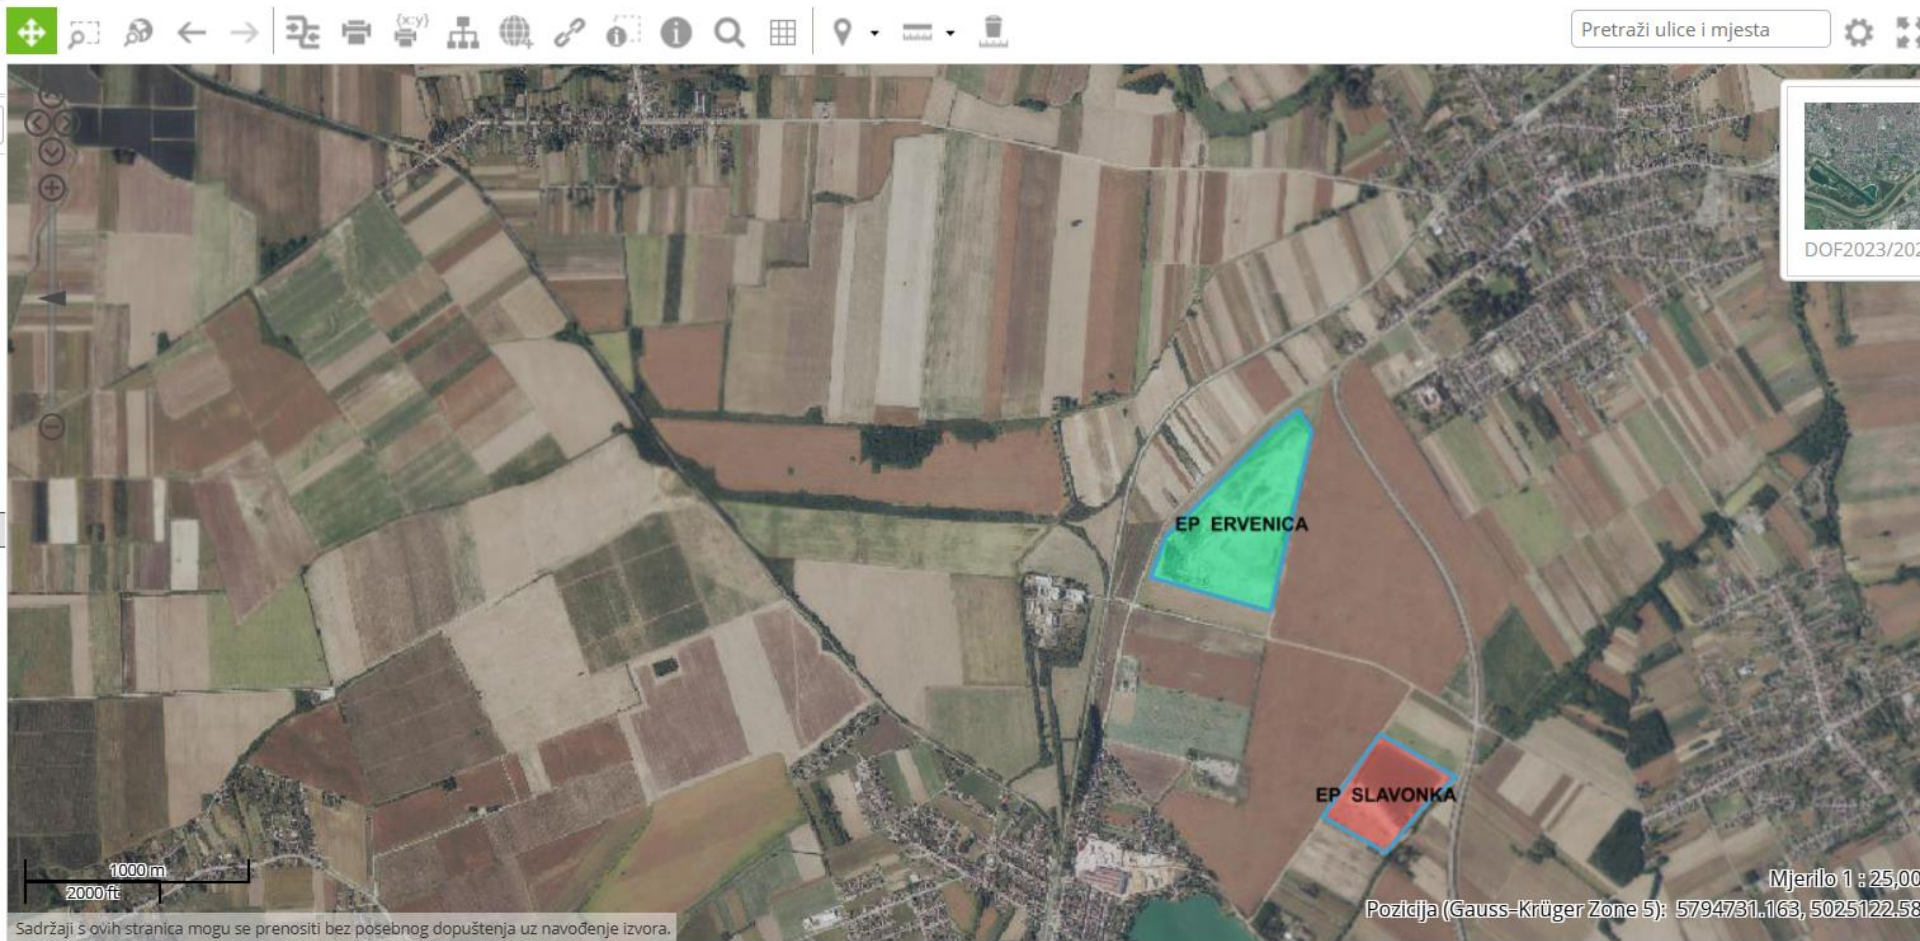 {x:y}
Pretraži ulice i mjesta
DOF2023/202
EP ERVENICA
EP SLAVONKA
1000 m
2000 ft
Mjerilo 1 : 25,00
Pozicija (Gauss-Krüger Zone 5): 5794731.163, 5025122.58
Sadržaji s ovih stranica mogu se prenositi bez posebnog dopuštenja uz navođenje izvora.